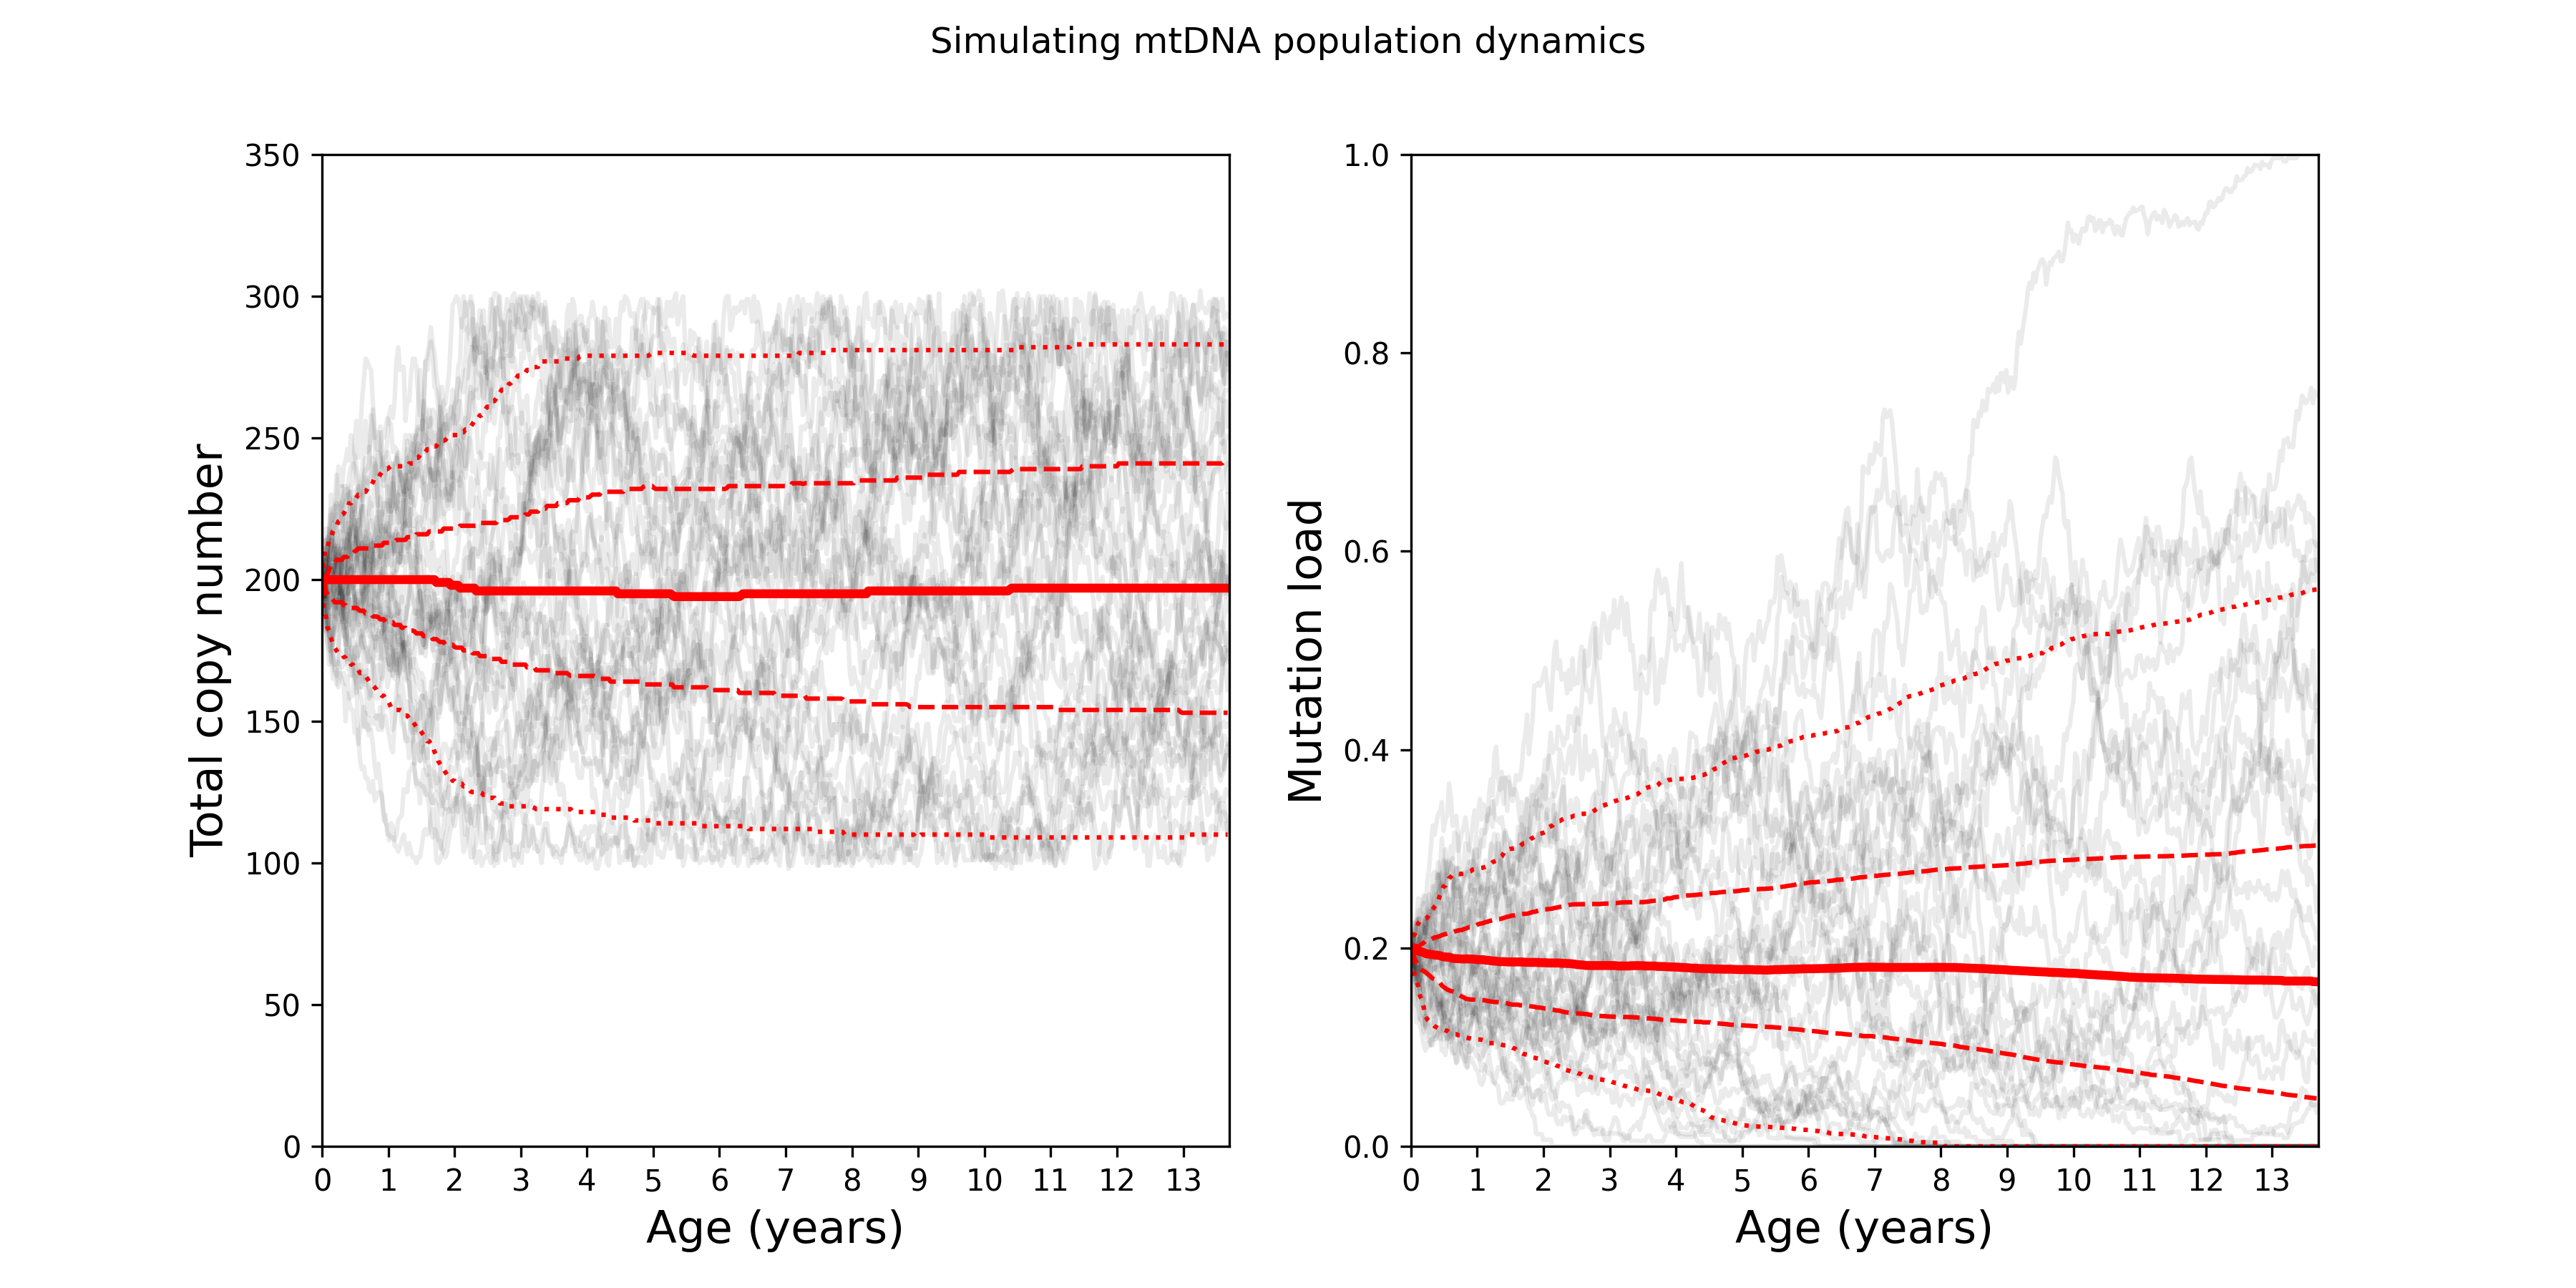 Simulating mtDNA population dynamics
Total copy number
350
300
250
200
150
100
50
0
0 1 2 3 4 5 6 7 8 9 10 11 12 13
Age (years)
Mutation load
1.0
0.8
0.6
0.4
0.2
0.0
0 1 2 3 4 5 6 7 8 9 10 11 12 13
Age (years)